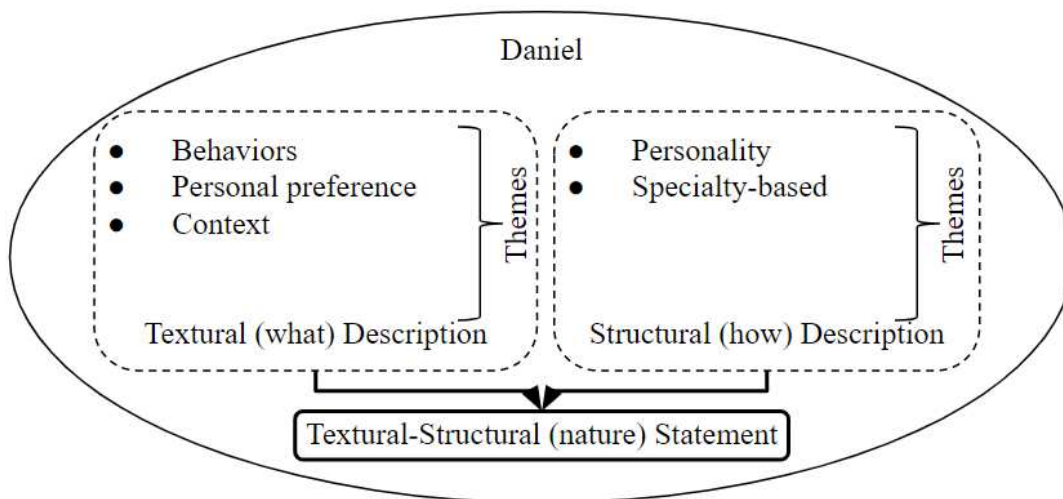 Daniel
● Behaviors
● Personal preference
● Context
Themes
Textural (what) Description
● Personality
● Specialty-based
Themes
Structural (how) Description
Textural-Structural (nature) Statement